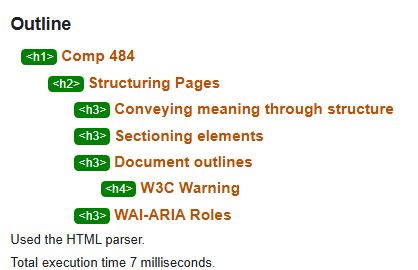 Outline
<h1> Comp 484
<h2> Structuring Pages
<h3> Conveying meaning through structure
<h3> Sectioning elements
<h3> Document outlines
<h4> W3C Warning
<h3> WAI-ARIA Roles
Used the HTML parser.
Total execution time 7 milliseconds.